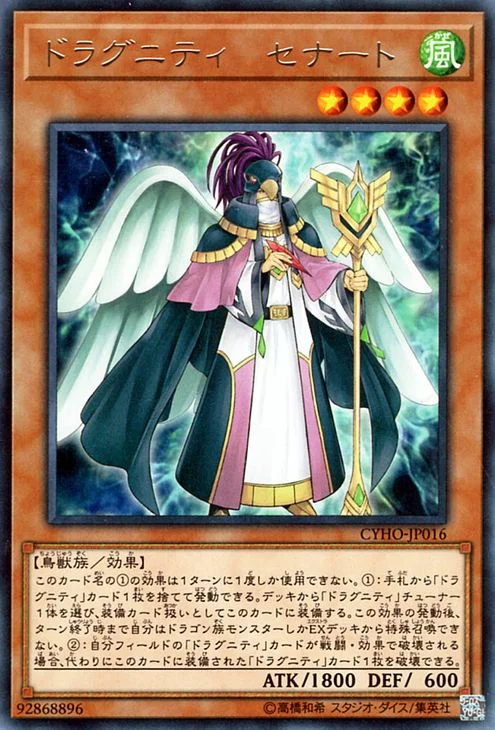 ドラグニティ セナート
風
CYHO-JP016
【鳥獣族／効果】
このカード名の①の効果は1ターンに1度しか使用できない。①：手札から「ドラ
グニティ」カード1枚を捨てて発動できる。デッキから「ドラグニティ」チューナー
1体を選び、装備カード扱いとしてこのカードに装備する。この効果の発動後、
ターン終了時まで自分はドラゴン族モンスターしかEXデッキから特殊召喚でき
ない。②：自分フィールドの「ドラグニティ」カードが戦闘・効果で破壊される
場合、代わりにこのカードに装備された「ドラグニティ」カード1枚を破壊できる。
ATK/1800 DEF/ 600
92868896
©高橋和希 スタジオ・ダイス/集英社